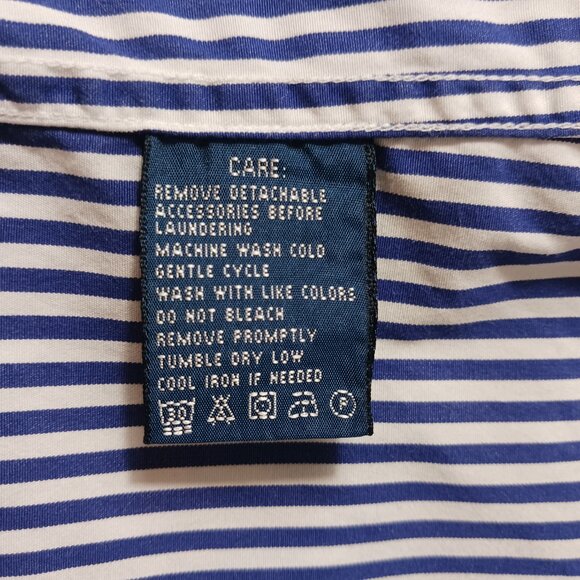 CARE:
REMOVE DETACHABLE
ACCESSORIES BEFORE
LAUNDERING
MACHINE WASH COLD
GENTLE CYCLE
WASH WITH LIKE COLORS
DO NOT BLEACH
REMOVE PROMPTLY
TUMBLE DRY LOW
COOL IRON IF NEEDED
30 P